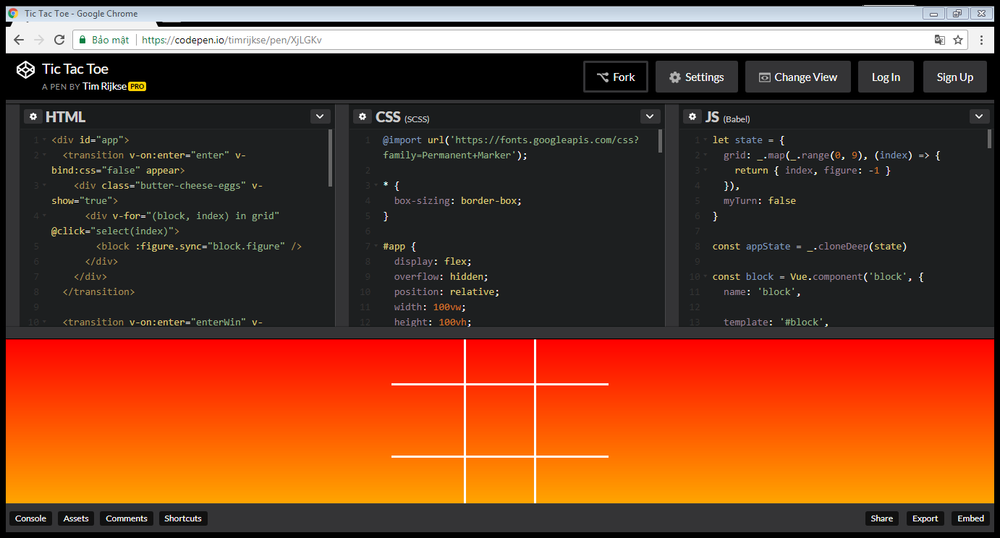 Tic Tac Toe - Google Chrome
Bảo mật https://codepen.io/timrijkse/pen/XjLGKv
Tic Tac Toe
A PEN BY Tim Rijkse PRO
Fork Settings Change View Log In Sign Up
HTML
1 <div id="app">
2 <transition v-on:enter="enter" v-
bind:css="false" appear>
3 <div class="butter-cheese-eggs" v-
show="true">
4 <div v-for="(block, index) in grid"
@click="select(index)">
5 <block :figure.sync="block.figure" />
6 </div>
7 </div>
8 </transition>
9
10 <transition v-on:enter="enterWin" v-
CSS (SCSS)
1 @import url('https://fonts.googleapis.com/css?
family=Permanent+Marker');
2
3 * {
4 box-sizing: border-box;
5 }
6
7 #app {
8 display: flex;
9 overflow: hidden;
10 position: relative;
11 width: 100vw;
12 height: 100vh;
JS (Babel)
1 let state = {
2 grid: _.map(_.range(0, 9), (index) => {
3 return { index, figure: -1 }
4 }),
5 myTurn: false
6 }
7
8 const appState = _.cloneDeep(state)
9
10 const block = Vue.component('block', {
11 name: 'block',
12
13 template: '#block',
Console Assets Comments Shortcuts Share Export Embed